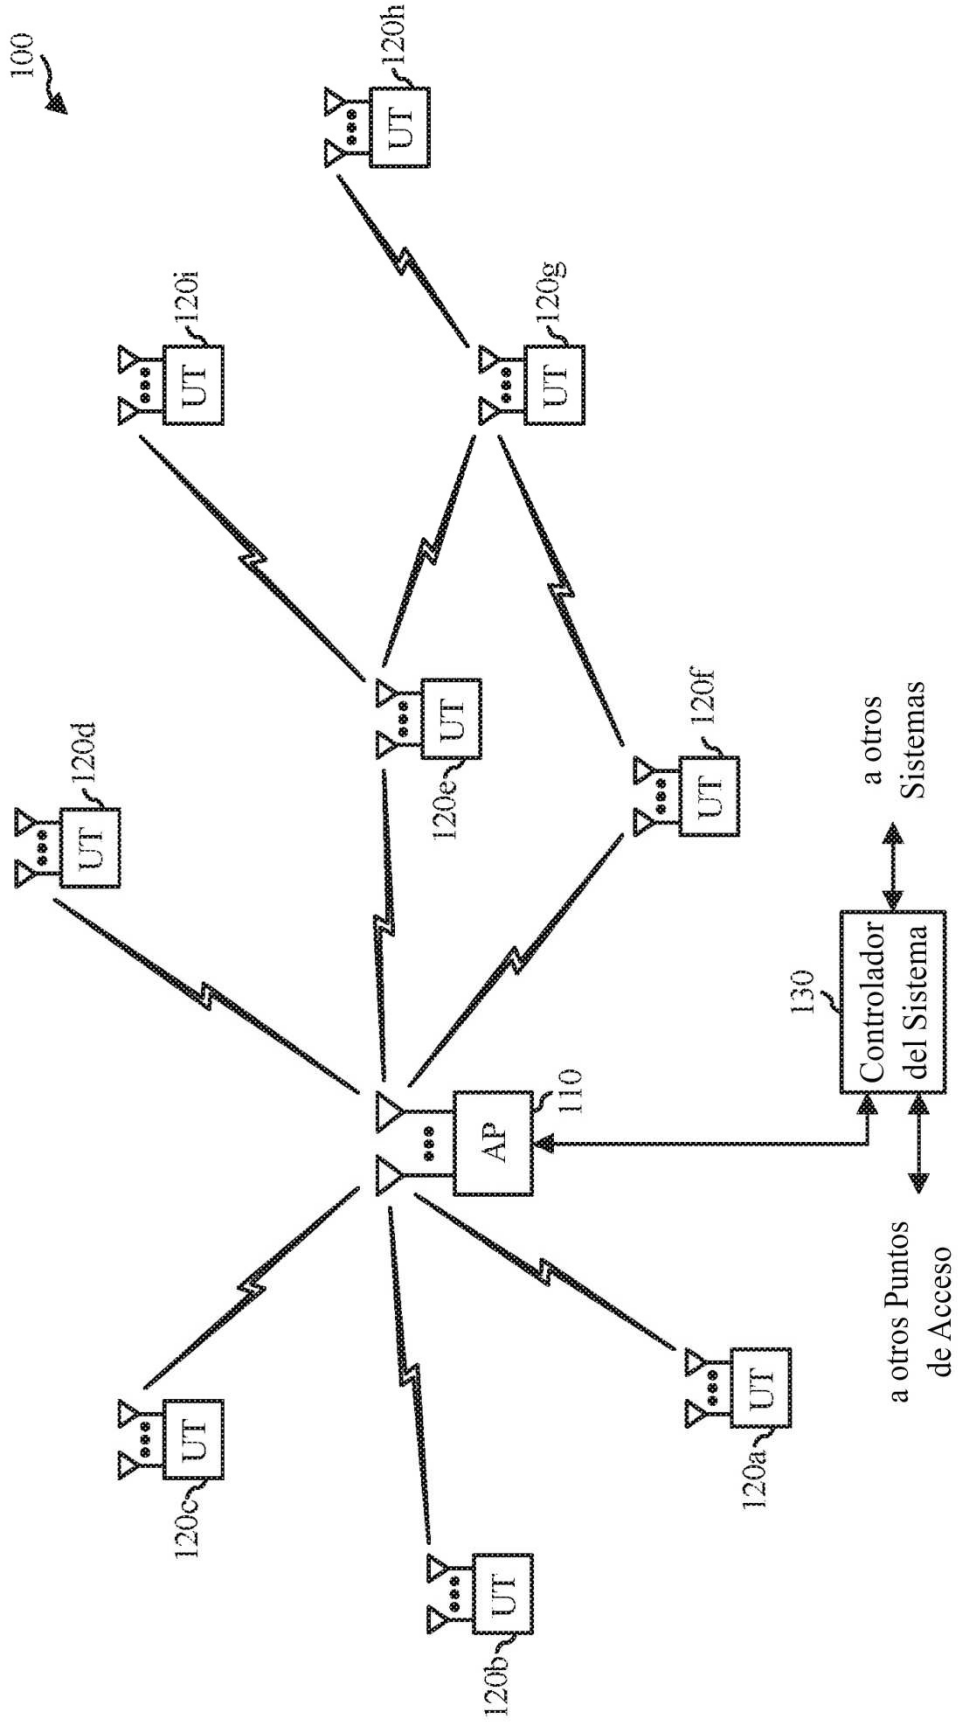 100
UT
120h
UT
120i
UT
120g
UT
120d
UT
120e
UT
120f
AP
110
UT
120c
UT
120b
UT
120a
130
Controlador
del Sistema
a otros
Sistemas
a otros Puntos
de Acceso